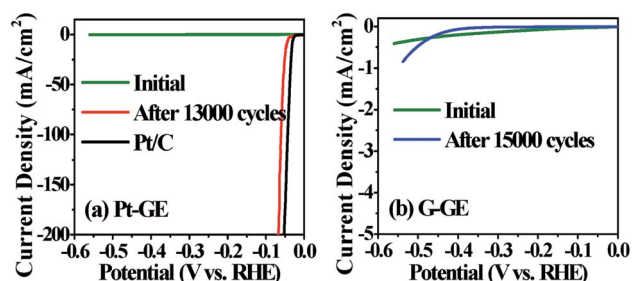 Current Density (mA/cm²)
0
-50
-100
-150
-200
Initial
After 13000 cycles
Pt/C
(a) Pt-GE
-0.6 -0.5 -0.4 -0.3 -0.2 -0.1 0.0
Potential (V vs. RHE)
Current Density (mA/cm²)
0
-1
-2
-3
-4
-5
Initial
After 15000 cycles
(b) G-GE
-0.6 -0.5 -0.4 -0.3 -0.2 -0.1 0.0
Potential (V vs. RHE)